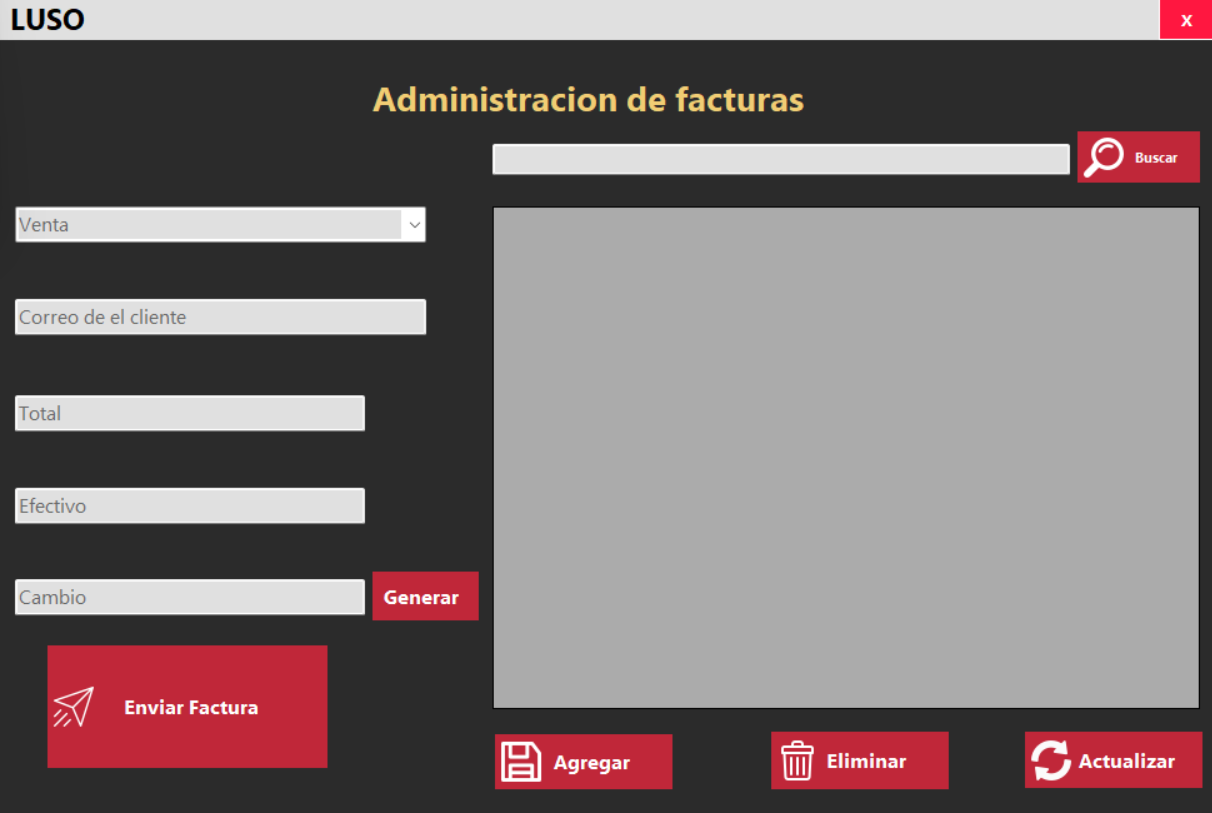 LUSO
x
Administracion de facturas
Buscar
Venta
Correo de el cliente
Total
Efectivo
Cambio
Generar
Enviar Factura
Agregar
Eliminar
Actualizar